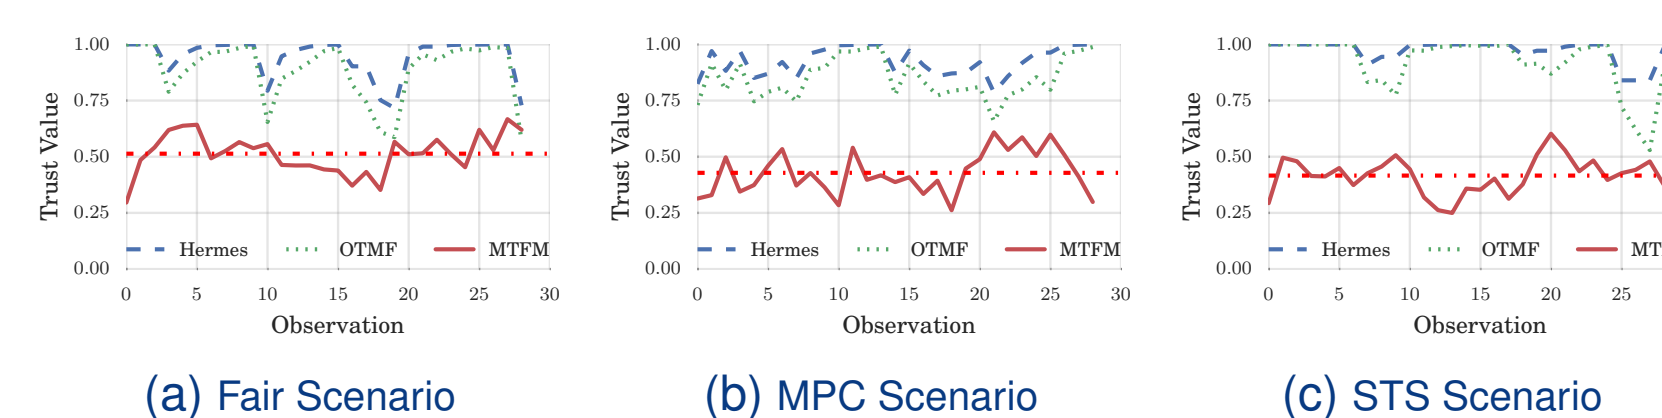 1.00
0.75
0.50
0.25
0.00
Trust Value
Hermes OTMF MTFM
0 5 10 15 20 25 30
Observation
(a) Fair Scenario
1.00
0.75
0.50
0.25
0.00
Trust Value
Hermes OTMF MTFM
0 5 10 15 20 25 30
Observation
(b) MPC Scenario
1.00
0.75
0.50
0.25
0.00
Trust Value
Hermes OTMF MT
0 5 10 15 20 25
Observation
(c) STS Scenario